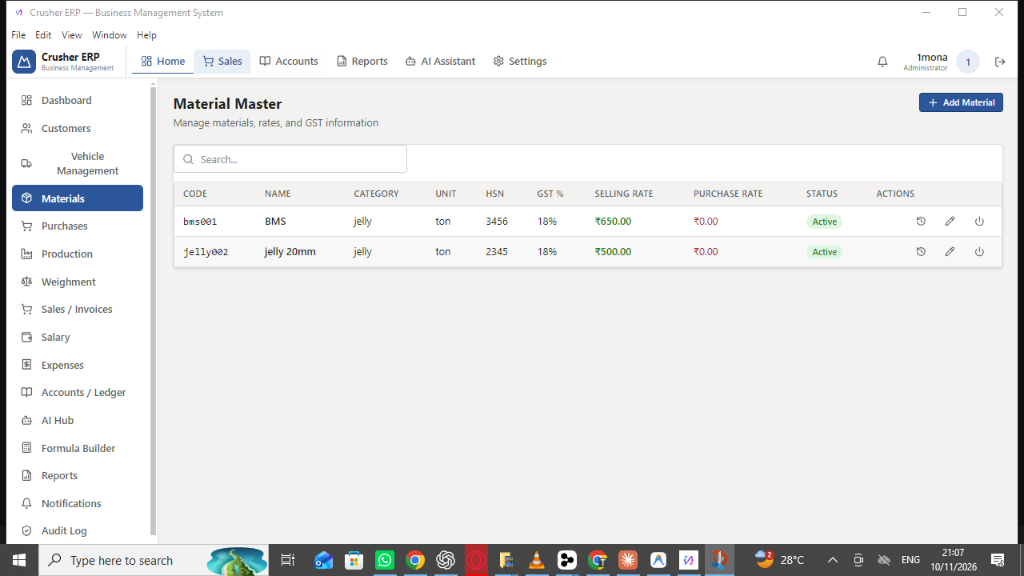 Crusher ERP — Business Management System
File Edit View Window Help
Crusher ERP
Business Management
Home Sales Accounts Reports AI Assistant Settings
1mona
Administrator
1
Dashboard
Customers
Vehicle
Management
Materials
Purchases
Production
Weighment
Sales / Invoices
Salary
Expenses
Accounts / Ledger
AI Hub
Formula Builder
Reports
Notifications
Audit Log
Material Master
Manage materials, rates, and GST information
+ Add Material
Search...
CODE NAME CATEGORY UNIT HSN GST % SELLING RATE PURCHASE RATE STATUS ACTIONS
bms001 BMS jelly ton 3456 18% ₹650.00 ₹0.00 Active
jelly002 jelly 20mm jelly ton 2345 18% ₹500.00 ₹0.00 Active
Type here to search
2
28°C
ENG
21:07
10/11/2026